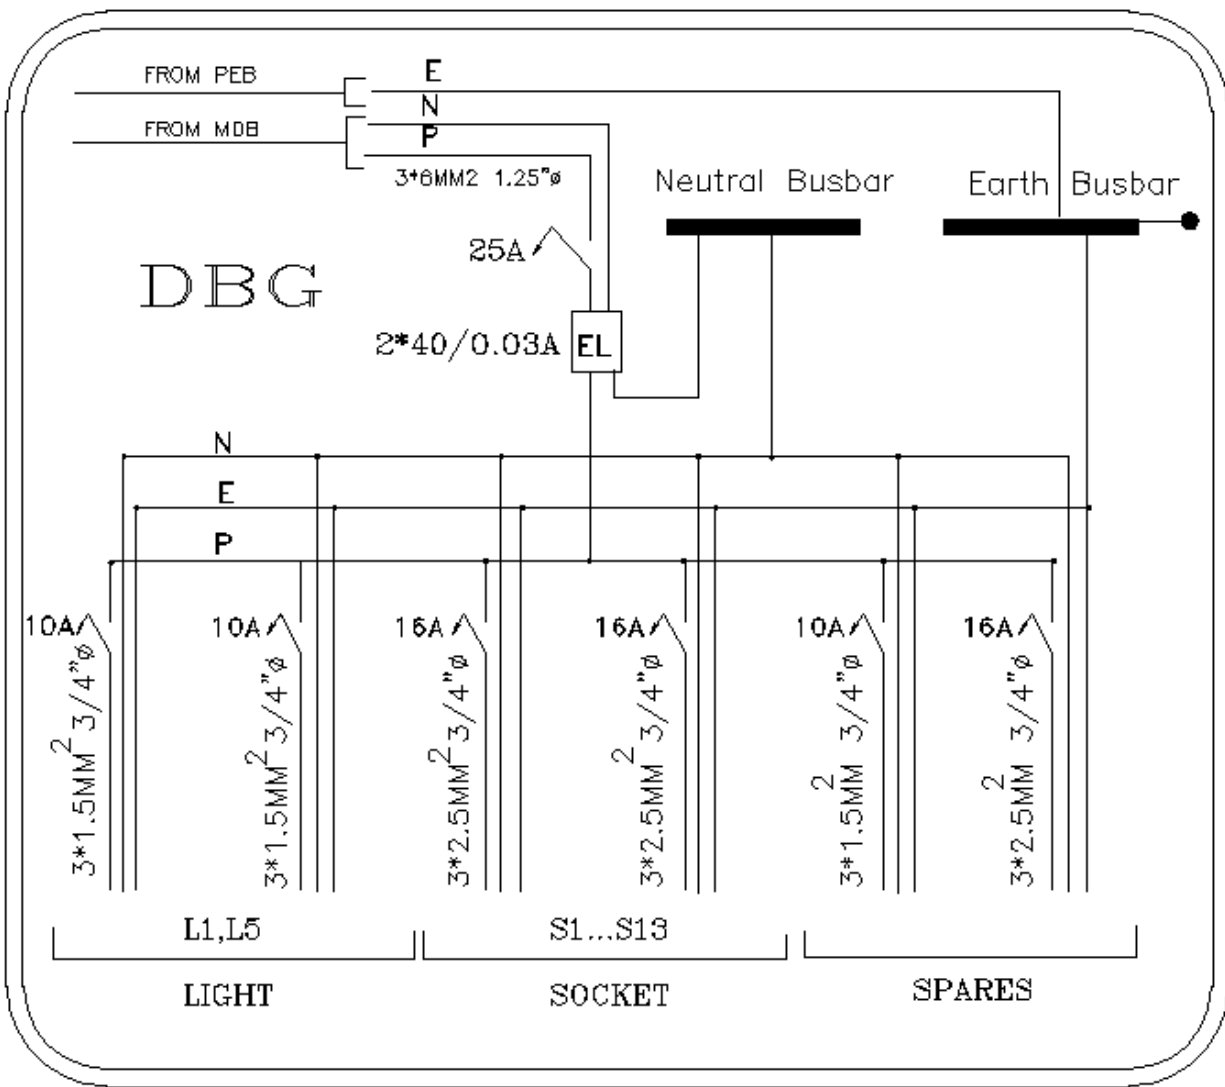 FROM PEB
E
N
FROM MDB
P
3*6MM2 1.25"ø
Neutral Busbar
Earth Busbar
25A
DBG
2*40/0.03A
EL
N
E
P
10A
10A
16A
16A
10A
16A
3*1.5MM² 3/4"ø
3*1.5MM² 3/4"ø
3*2.5MM² 3/4"ø
3*2.5MM² 3/4"ø
3*1.5MM² 3/4"ø
3*2.5MM² 3/4"ø
L1,L5
S1...S13
LIGHT
SOCKET
SPARES